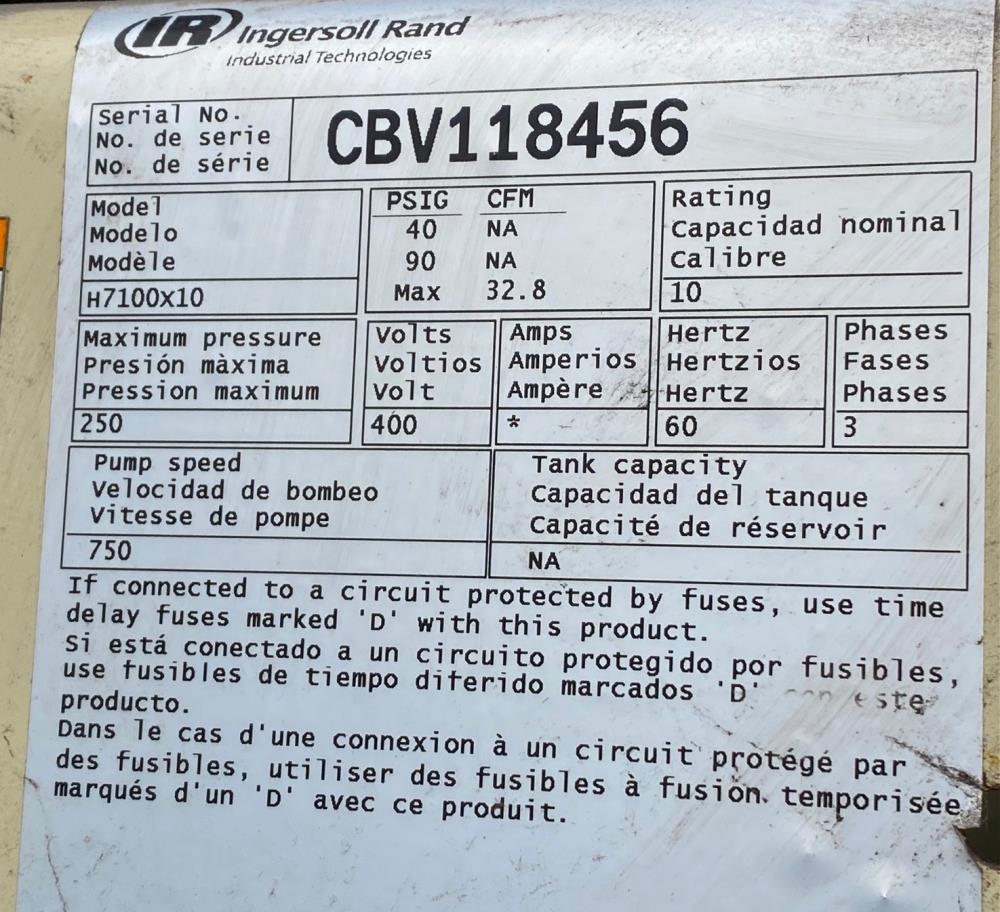 IR Ingersoll Rand
Industrial Technologies
Serial No.
No. de serie
No. de série
CBV118456
Model
Modelo
Modèle
H7100X10
PSIG CFM
40 NA
90 NA
Max 32.8
Rating
Capacidad nominal
Calibre
10
Maximum pressure
Presión màxima
Pression maximum
250
Volts
Voltios
Volt
400
Amps
Amperios
Ampère
*
Hertz
Hertzios
Hertz
60
Phases
Fases
Phases
3
Pump speed
Velocidad de bombeo
Vitesse de pompe
750
Tank capacity
Capacidad del tanque
Capacité de réservoir
NA
If connected to a circuit protected by fuses, use time
delay fuses marked 'D' with this product.
Si está conectado a un circuito protegido por fusibles,
use fusibles de tiempo diferido marcados 'D' este
producto.
Dans le cas d'une connexion à un circuit protégé par
des fusibles, utiliser des fusibles à fusion temporisée
marqués d'un 'D' avec ce produit.